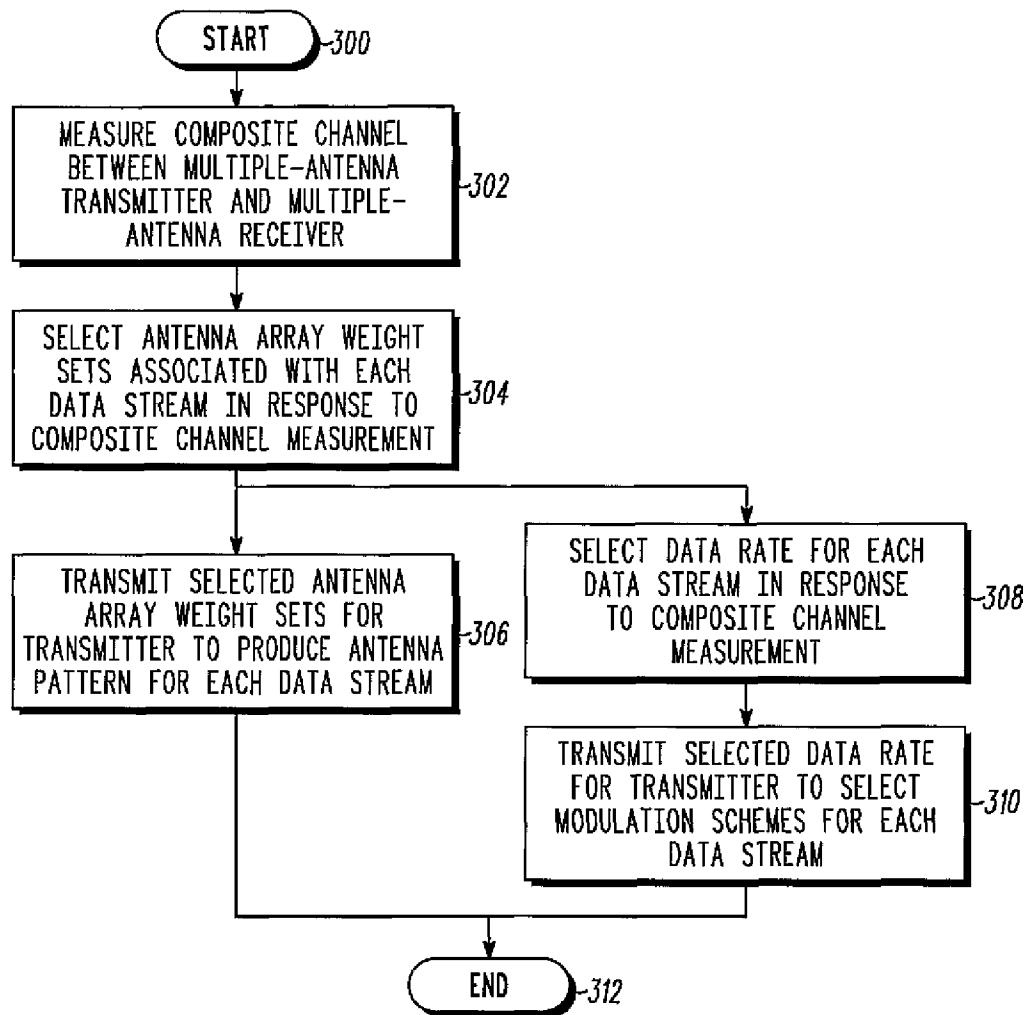 START
300
MEASURE COMPOSITE CHANNEL
BETWEEN MULTIPLE-ANTENNA
TRANSMITTER AND MULTIPLE-
ANTENNA RECEIVER
302
SELECT ANTENNA ARRAY WEIGHT
SETS ASSOCIATED WITH EACH
DATA STREAM IN RESPONSE TO
COMPOSITE CHANNEL MEASUREMENT
304
TRANSMIT SELECTED ANTENNA
ARRAY WEIGHT SETS FOR
TRANSMITTER TO PRODUCE ANTENNA
PATTERN FOR EACH DATA STREAM
306
SELECT DATA RATE FOR EACH
DATA STREAM IN RESPONSE
TO COMPOSITE CHANNEL
MEASUREMENT
308
TRANSMIT SELECTED DATA RATE
FOR TRANSMITTER TO SELECT
MODULATION SCHEMES FOR EACH
DATA STREAM
310
END
312